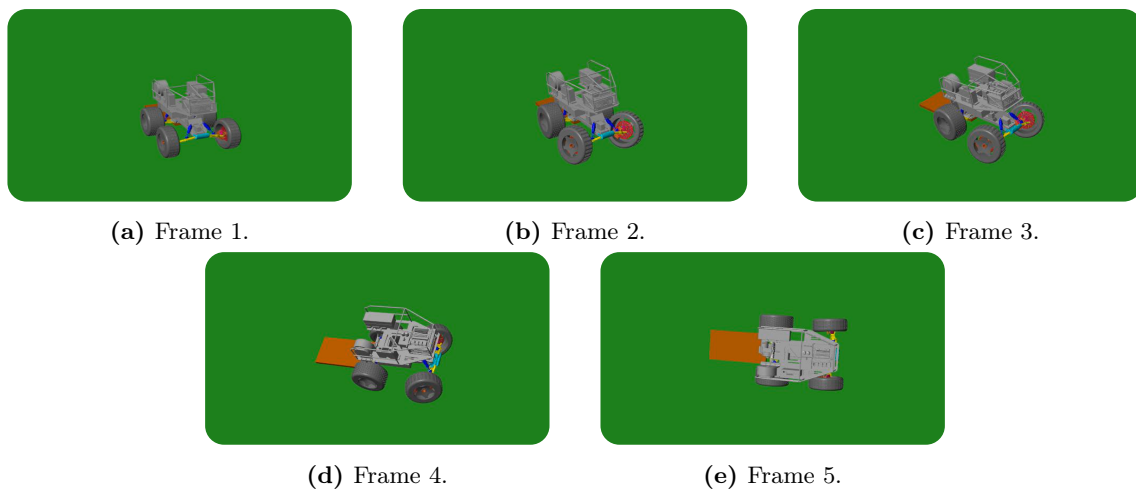 (a) Frame 1.
(b) Frame 2.
(c) Frame 3.
(d) Frame 4.
(e) Frame 5.